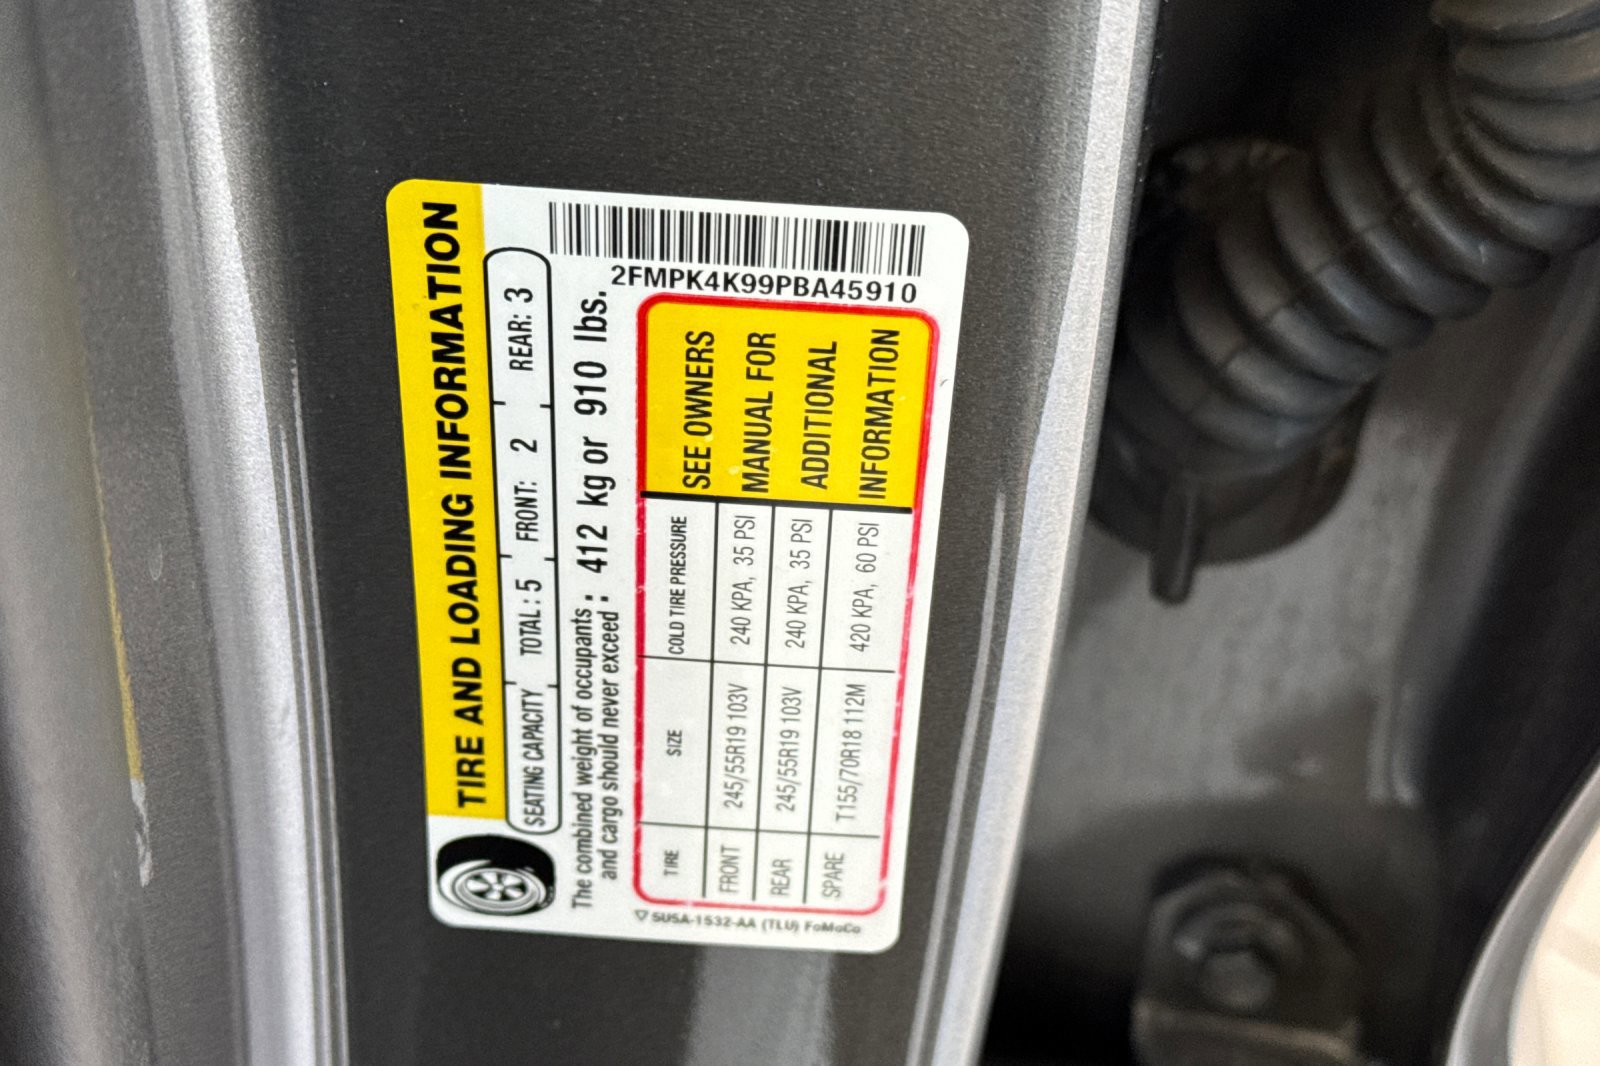 TIRE AND LOADING INFORMATION
SEATING CAPACITY TOTAL: 5 FRONT: 2 REAR: 3
The combined weight of occupants and cargo should never exceed : 412 kg or 910 lbs.
2FMPK4K99PBA45910
TIRE SIZE COLD TIRE PRESSURE
FRONT 245/55R19 103V 240 KPA, 35 PSI
REAR 245/55R19 103V 240 KPA, 35 PSI
SPARE T155/70R18 112M 420 KPA, 60 PSI
SEE OWNERS
MANUAL FOR
ADDITIONAL
INFORMATION
5U5A-1532-AA (TLU) FoMoCo